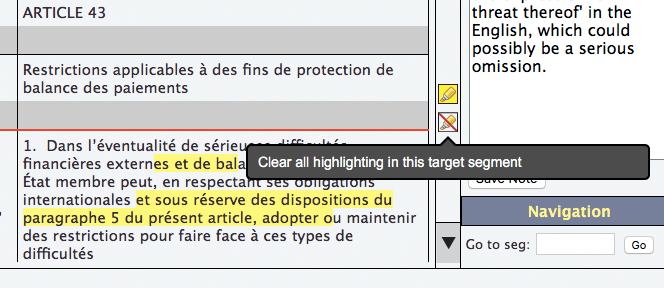 ARTICLE 43
Restrictions applicables à des fins de protection de
balance des paiements
1. Dans l'éventualité de sérieuses difficultés
financières externes et de bala
État membre peut, en respectant ses obligations
internationales et sous réserve des dispositions du
paragraphe 5 du présent article, adopter ou maintenir
des restrictions pour faire face à ces types de
difficultés
Clear all highlighting in this target segment
threat thereof' in the
English, which could
possibly be a serious
omission.
Save Note
Navigation
Go to seg:
Go